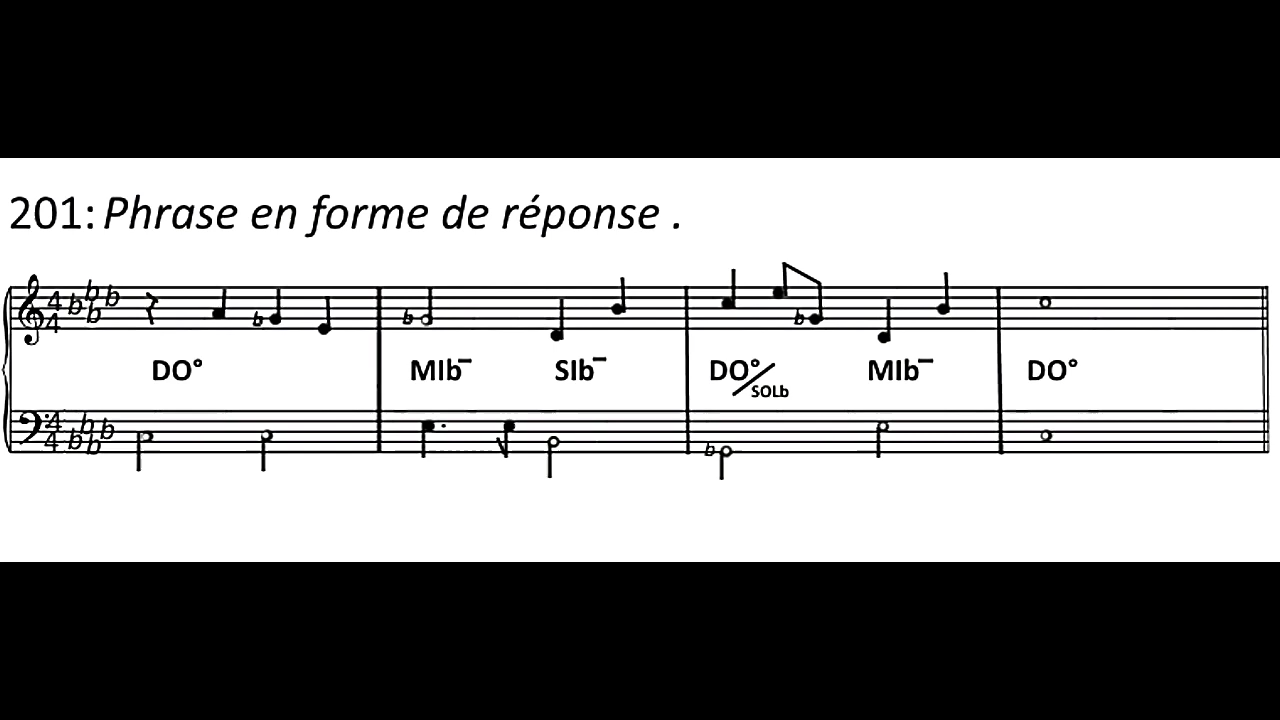 201: Phrase en forme de réponse .
DO° MIb– SIb– DO°/SOLb MIb– DO°